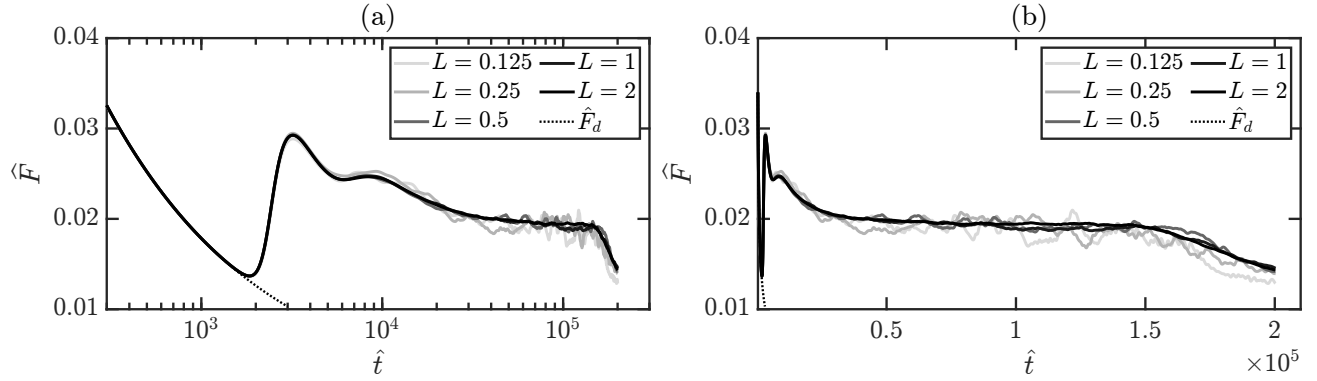 (a)
0.04
0.03
0.02
0.01
F̂
L = 0.125
L = 0.25
L = 0.5
L = 1
L = 2
F̂_d
10^3
10^4
10^5
t̂
(b)
0.04
0.03
0.02
0.01
F̂
L = 0.125
L = 0.25
L = 0.5
L = 1
L = 2
F̂_d
0.5
1
1.5
2
×10^5
t̂